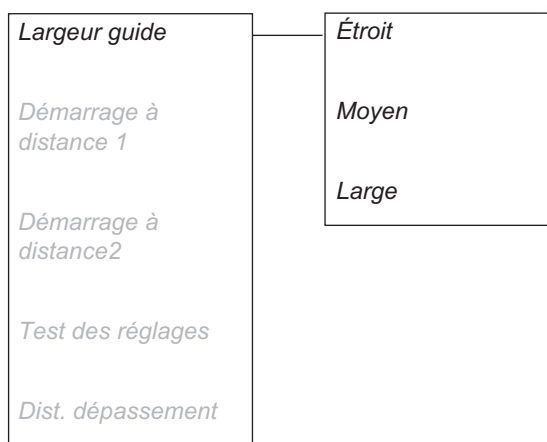 Largeur guide
Démarrage à
distance 1
Démarrage à
distance2
Test des réglages
Dist. dépassement
Étroit
Moyen
Large